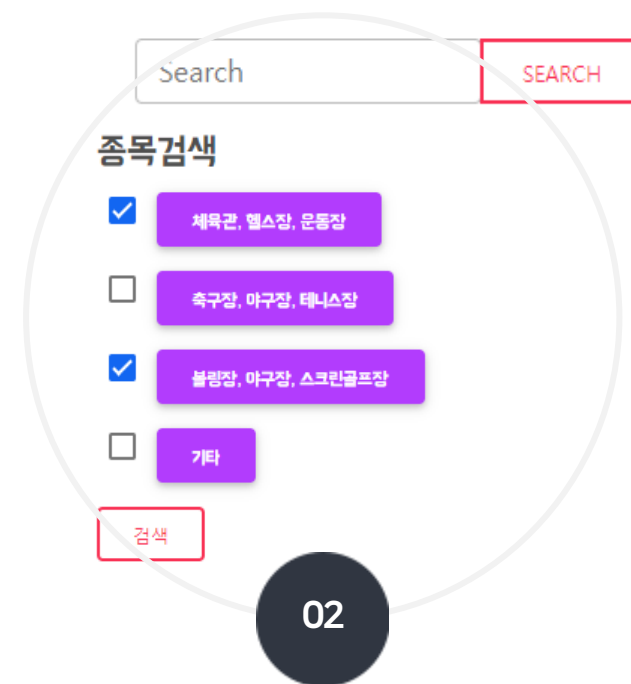 Search
SEARCH
종목검색
체육관, 헬스장, 운동장
축구장, 야구장, 테니스장
볼링장, 야구장, 스크린골프장
기타
검색
02